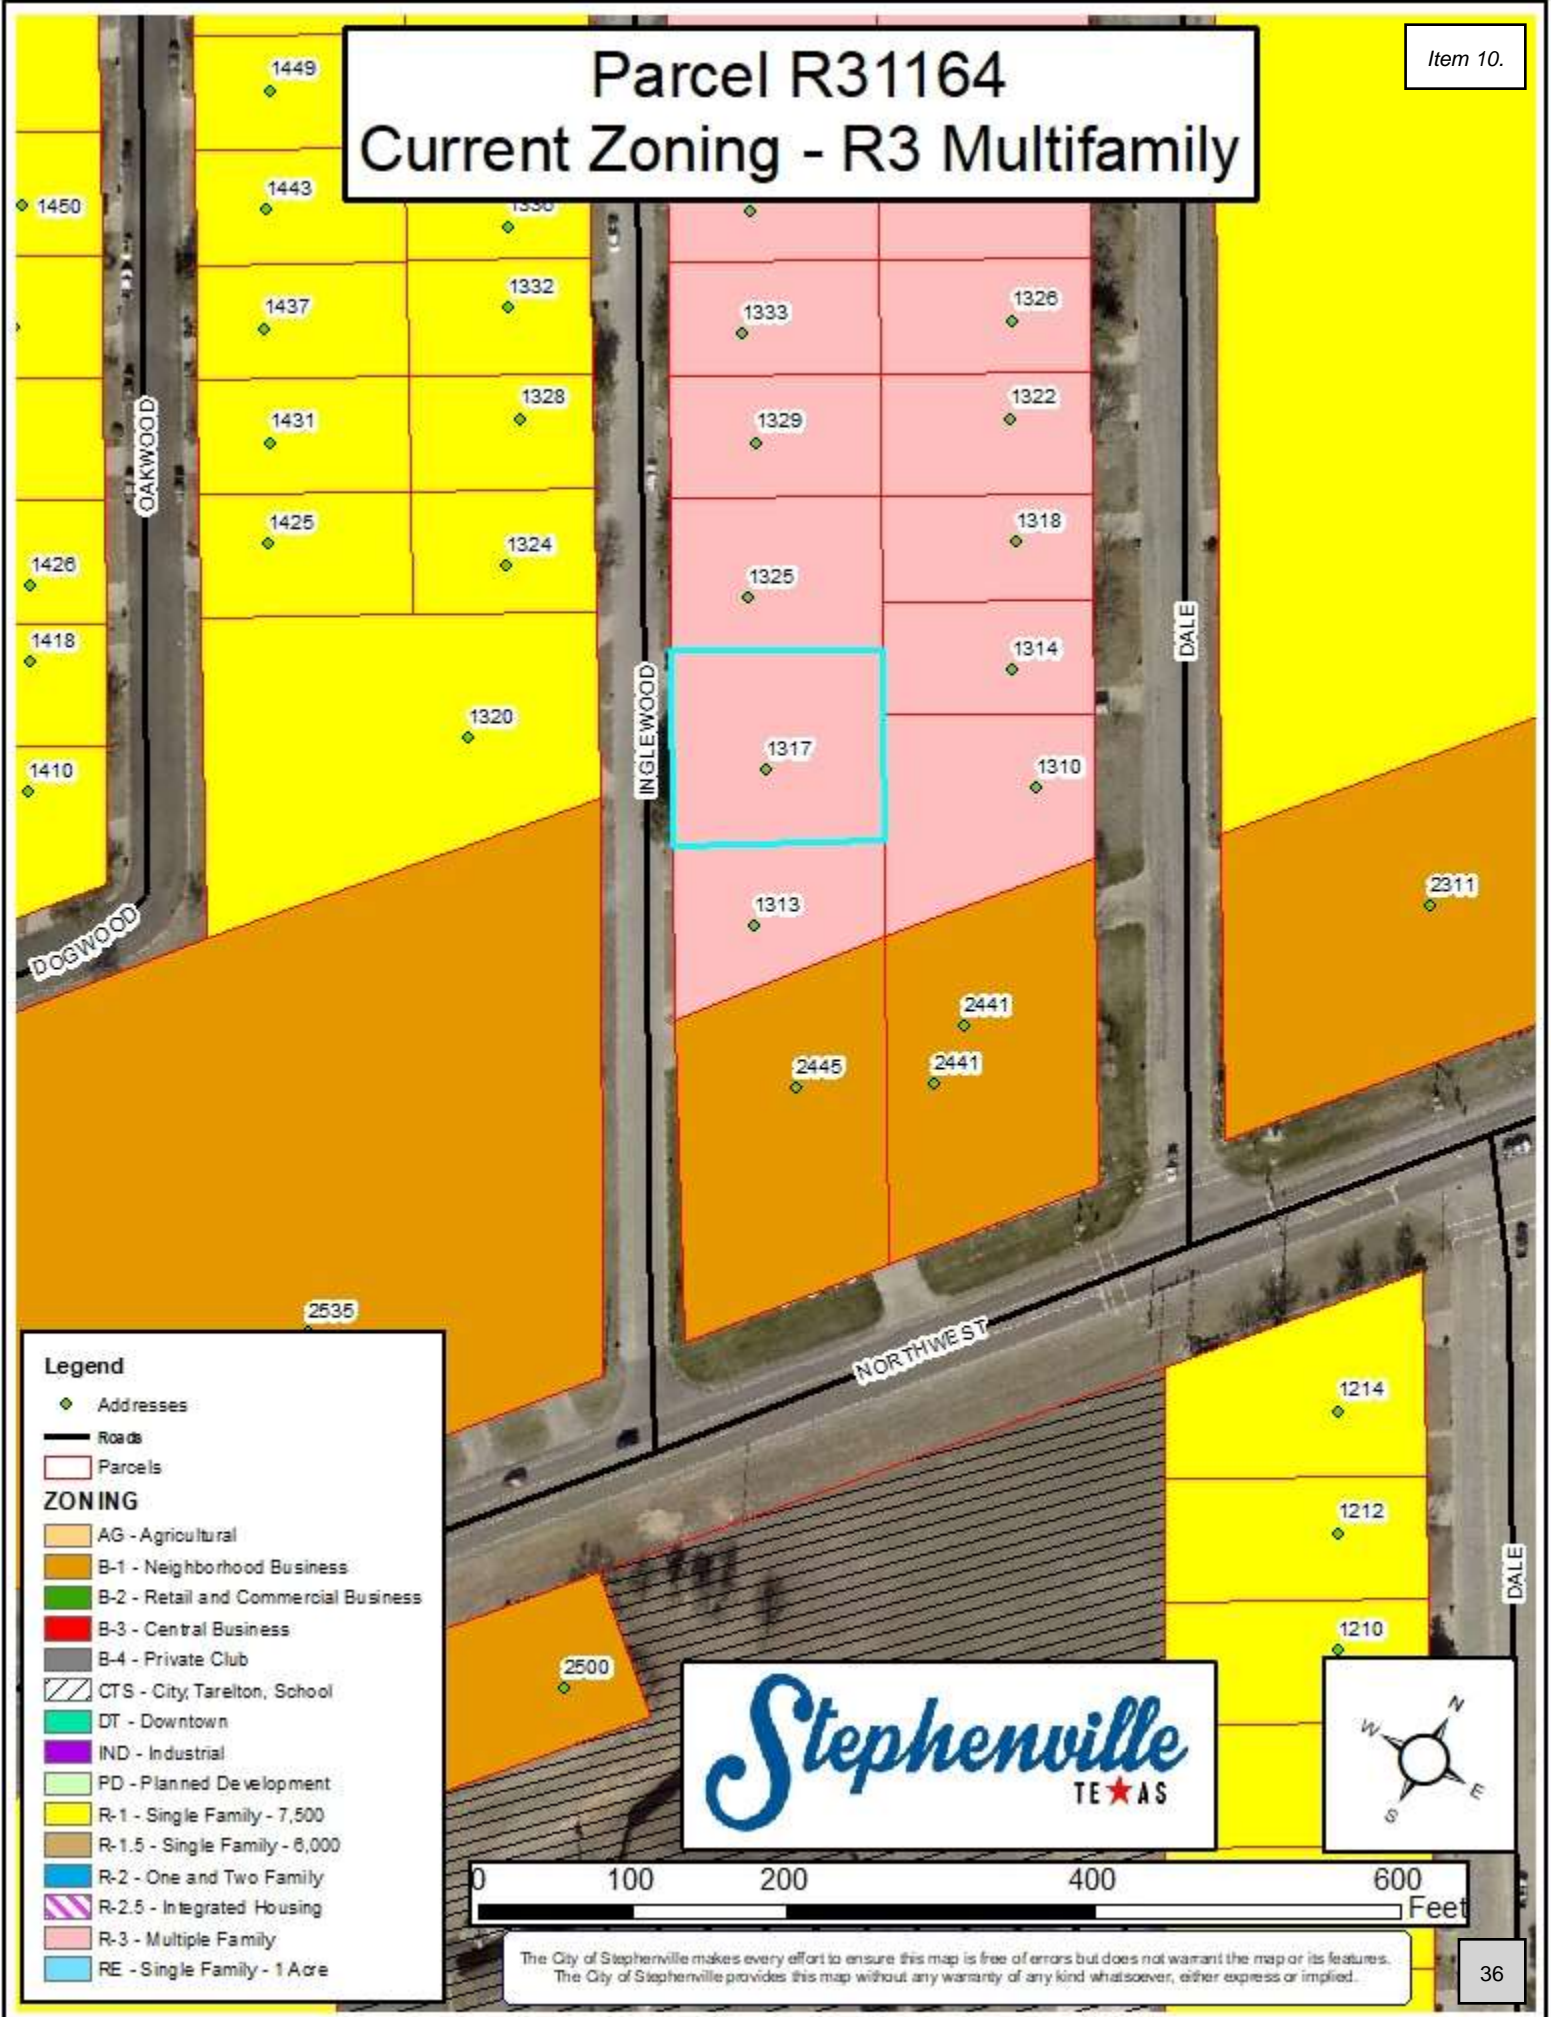 Item 10.
Parcel R31164
Current Zoning - R3 Multifamily
1449
1443
1450
1437
1332
1333
1326
1431
1328
1329
1322
OAKWOOD
1425
1324
1318
1426
1325
1418
1314
DALE
1320
INGLEWOOD
1317
1310
1410
2311
1313
DOGWOOD
2441
2445
2441
2535
NORTHWEST
1214
1212
DALE
1210
2500
Legend
Addresses
Roads
Parcels
ZONING
AG - Agricultural
B-1 - Neighborhood Business
B-2 - Retail and Commercial Business
B-3 - Central Business
B-4 - Private Club
CTS - City, Tarelton, School
DT - Downtown
IND - Industrial
PD - Planned Development
R-1 - Single Family - 7,500
R-1.5 - Single Family - 6,000
R-2 - One and Two Family
R-2.5 - Integrated Housing
R-3 - Multiple Family
RE - Single Family - 1 Acre
Stephenville
TE★AS
N
W
E
S
0 100 200 400 600
Feet
The City of Stephenville makes every effort to ensure this map is free of errors but does not warrant the map or its features.
The City of Stephenville provides this map without any warranty of any kind whatsoever, either express or implied.
36